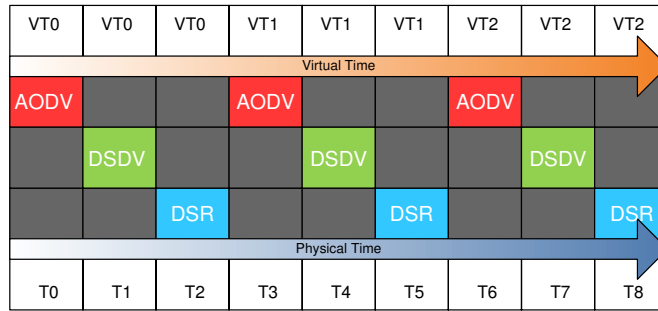 VT0 VT0 VT0 VT1 VT1 VT1 VT2 VT2 VT2
Virtual Time
AODV AODV AODV
DSDV DSDV DSDV
DSR DSR DSR
Physical Time
T0 T1 T2 T3 T4 T5 T6 T7 T8